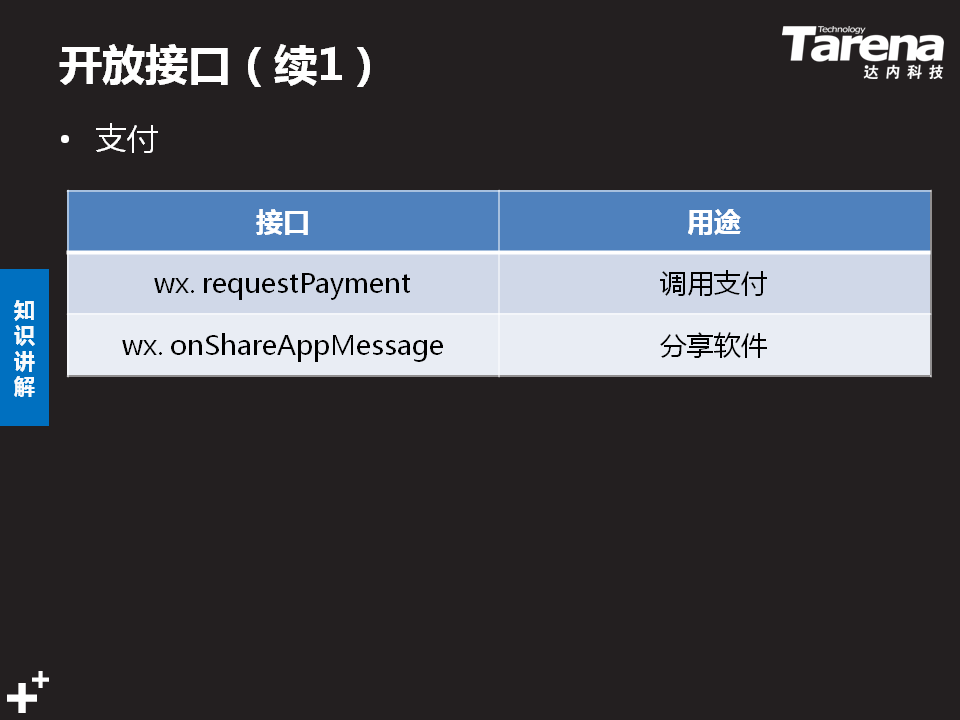 开放接口（续1）
Technology
Tarena
达内科技
• 支付
接口 用途
wx. requestPayment 调用支付
wx. onShareAppMessage 分享软件
知识讲解